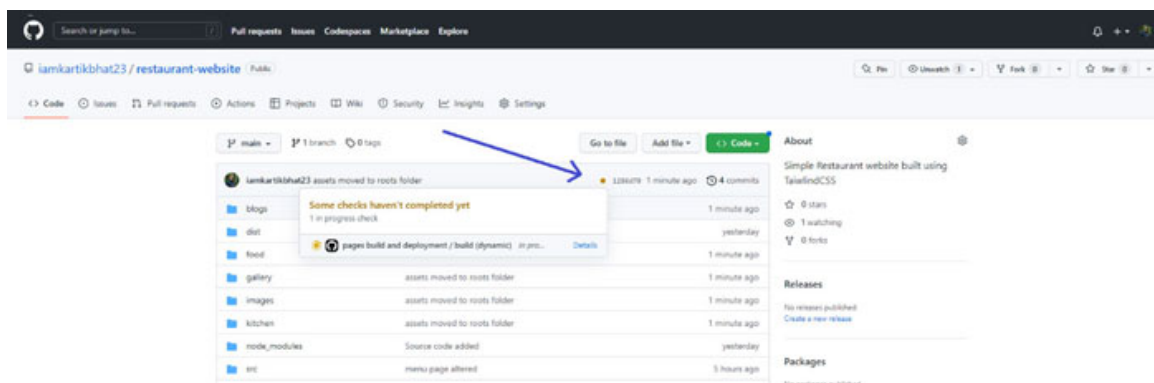 Search or jump to... / Pull requests Issues Codespaces Marketplace Explore
iamkartikbhat23 / restaurant-website Public
Pin Unwatch 1 Fork 0 Star 0
Code Issues Pull requests Actions Projects Wiki Security Insights Settings
main 1 branch 0 tags Go to file Add file Code
iamkartikbhat23 assets moved to roots folder 1 minute ago 4 commits
Some checks haven't completed yet
1 in progress check
pages build and deployment / build (dynamic) in pro... Details
blogs 1 minute ago
dist yesterday
food 1 minute ago
gallery assets moved to roots folder 1 minute ago
images assets moved to roots folder 1 minute ago
kitchen assets moved to roots folder 1 minute ago
node_modules Source code added yesterday
src menu page altered 5 hours ago
About
Simple Restaurant website built using
TaiwlindCSS
0 stars
1 watching
0 forks
Releases
No releases published
Create a new release
Packages